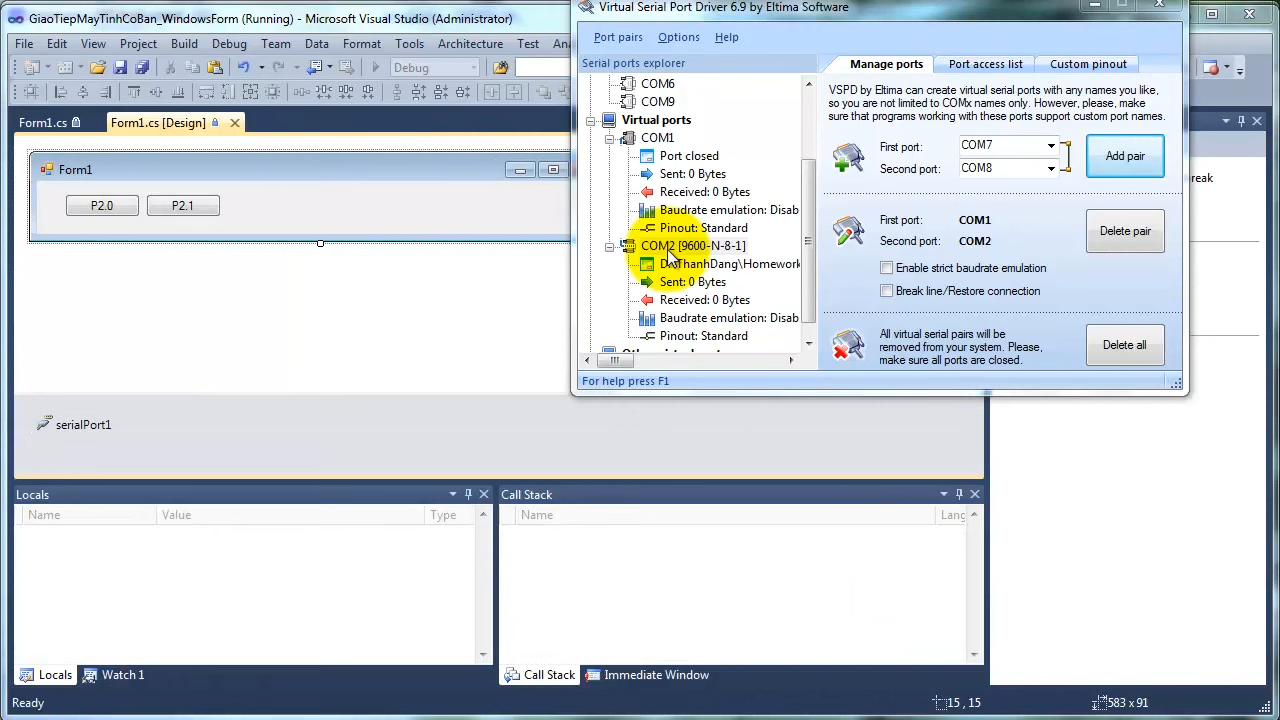 GiaoTiepMayTinhCoBan_WindowsForm (Running) - Microsoft Visual Studio (Administrator)
File Edit View Project Build Debug Team Data Format Tools Architecture Test
Debug
Form1.cs
Form1.cs [Design]
Form1
P2.0 P2.1
serialPort1
Locals
Name Value Type
Locals Watch 1
Call Stack
Name
Call Stack Immediate Window
Ready
15 , 15
583 x 91
Virtual Serial Port Driver 6.9 by Eltima Software
Port pairs Options Help
Serial ports explorer
COM6
COM9
Virtual ports
COM1
Port closed
Sent: 0 Bytes
Received: 0 Bytes
Baudrate emulation: Disab
Pinout: Standard
COM2 [9600-N-8-1]
Sent: 0 Bytes
Received: 0 Bytes
Baudrate emulation: Disab
Pinout: Standard
For help press F1
Manage ports Port access list Custom pinout
VSPD by Eltima can create virtual serial ports with any names you like,
so you are not limited to COMx names only. However, please, make
sure that programs working with these ports support custom port names.
First port: COM7
Second port: COM8
Add pair
First port: COM1
Second port: COM2
Delete pair
Enable strict baudrate emulation
Break line/Restore connection
All virtual serial pairs will be
removed from your system. Please,
make sure all ports are closed.
Delete all